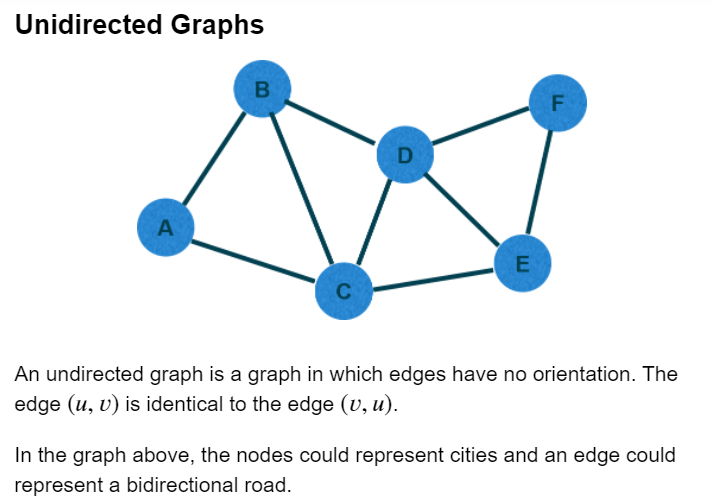 Unidirected Graphs
B
F
D
A
E
C
An undirected graph is a graph in which edges have no orientation. The
edge (u, v) is identical to the edge (v, u).
In the graph above, the nodes could represent cities and an edge could
represent a bidirectional road.